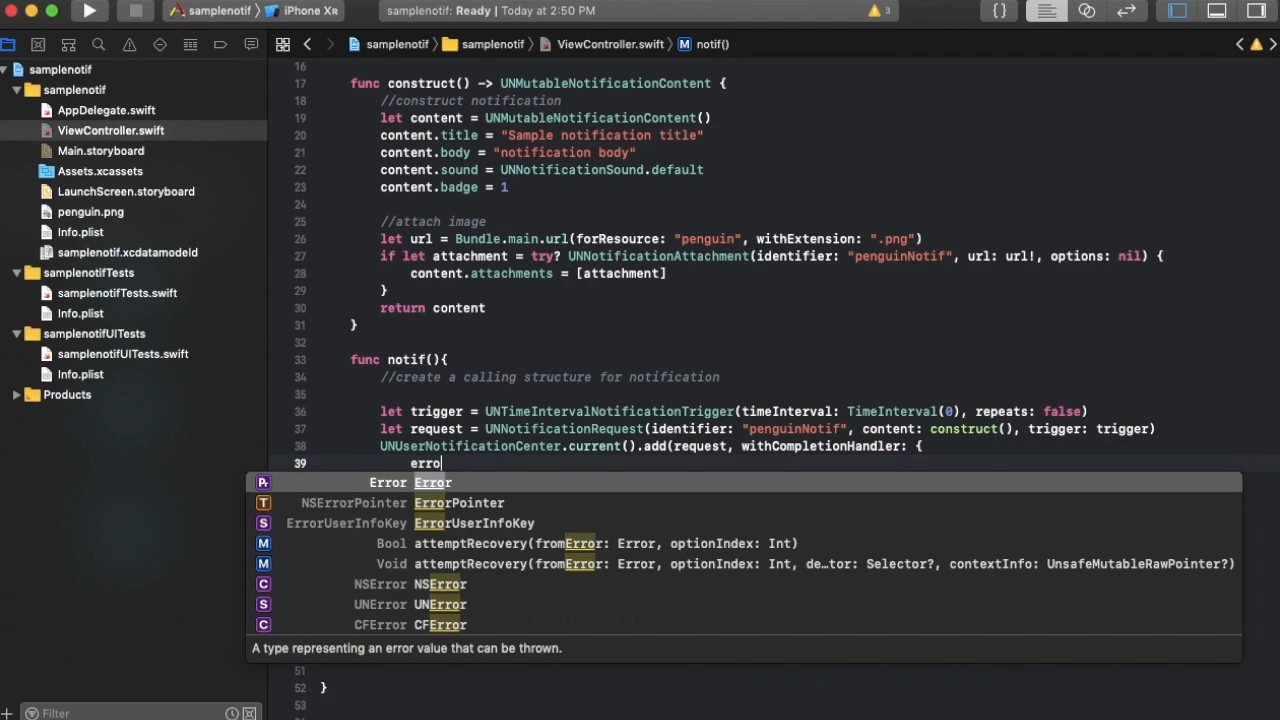 samplenotif 〉 iPhone XR
samplenotif: Ready | Today at 2:50 PM
3
samplenotif 〉 samplenotif 〉 ViewController.swift 〉 M notif()
samplenotif
samplenotif
AppDelegate.swift
ViewController.swift
Main.storyboard
Assets.xcassets
LaunchScreen.storyboard
penguin.png
Info.plist
samplenotif.xcdatamodeld
samplenotifTests
samplenotifTests.swift
Info.plist
samplenotifUITests
samplenotifUITests.swift
Info.plist
Products
Filter
16
17 func construct() -> UNMutableNotificationContent {
18 //construct notification
19 let content = UNMutableNotificationContent()
20 content.title = "Sample notification title"
21 content.body = "notification body"
22 content.sound = UNNotificationSound.default
23 content.badge = 1
24
25 //attach image
26 let url = Bundle.main.url(forResource: "penguin", withExtension: ".png")
27 if let attachment = try? UNNotificationAttachment(identifier: "penguinNotif", url: url!, options: nil) {
28 content.attachments = [attachment]
29 }
30 return content
31 }
32
33 func notif(){
34 //create a calling structure for notification
35
36 let trigger = UNTimeIntervalNotificationTrigger(timeInterval: TimeInterval(0), repeats: false)
37 let request = UNNotificationRequest(identifier: "penguinNotif", content: construct(), trigger: trigger)
38 UNUserNotificationCenter.current().add(request, withCompletionHandler: {
39 erro
Pr Error Error
T NSErrorPointer ErrorPointer
S ErrorUserInfoKey ErrorUserInfoKey
M Bool attemptRecovery(fromError: Error, optionIndex: Int)
M Void attemptRecovery(fromError: Error, optionIndex: Int, de…tor: Selector?, contextInfo: UnsafeMutableRawPointer?)
C NSError NSError
S UNError UNError
C CFError CFError
A type representing an error value that can be thrown.
51
52 }
53